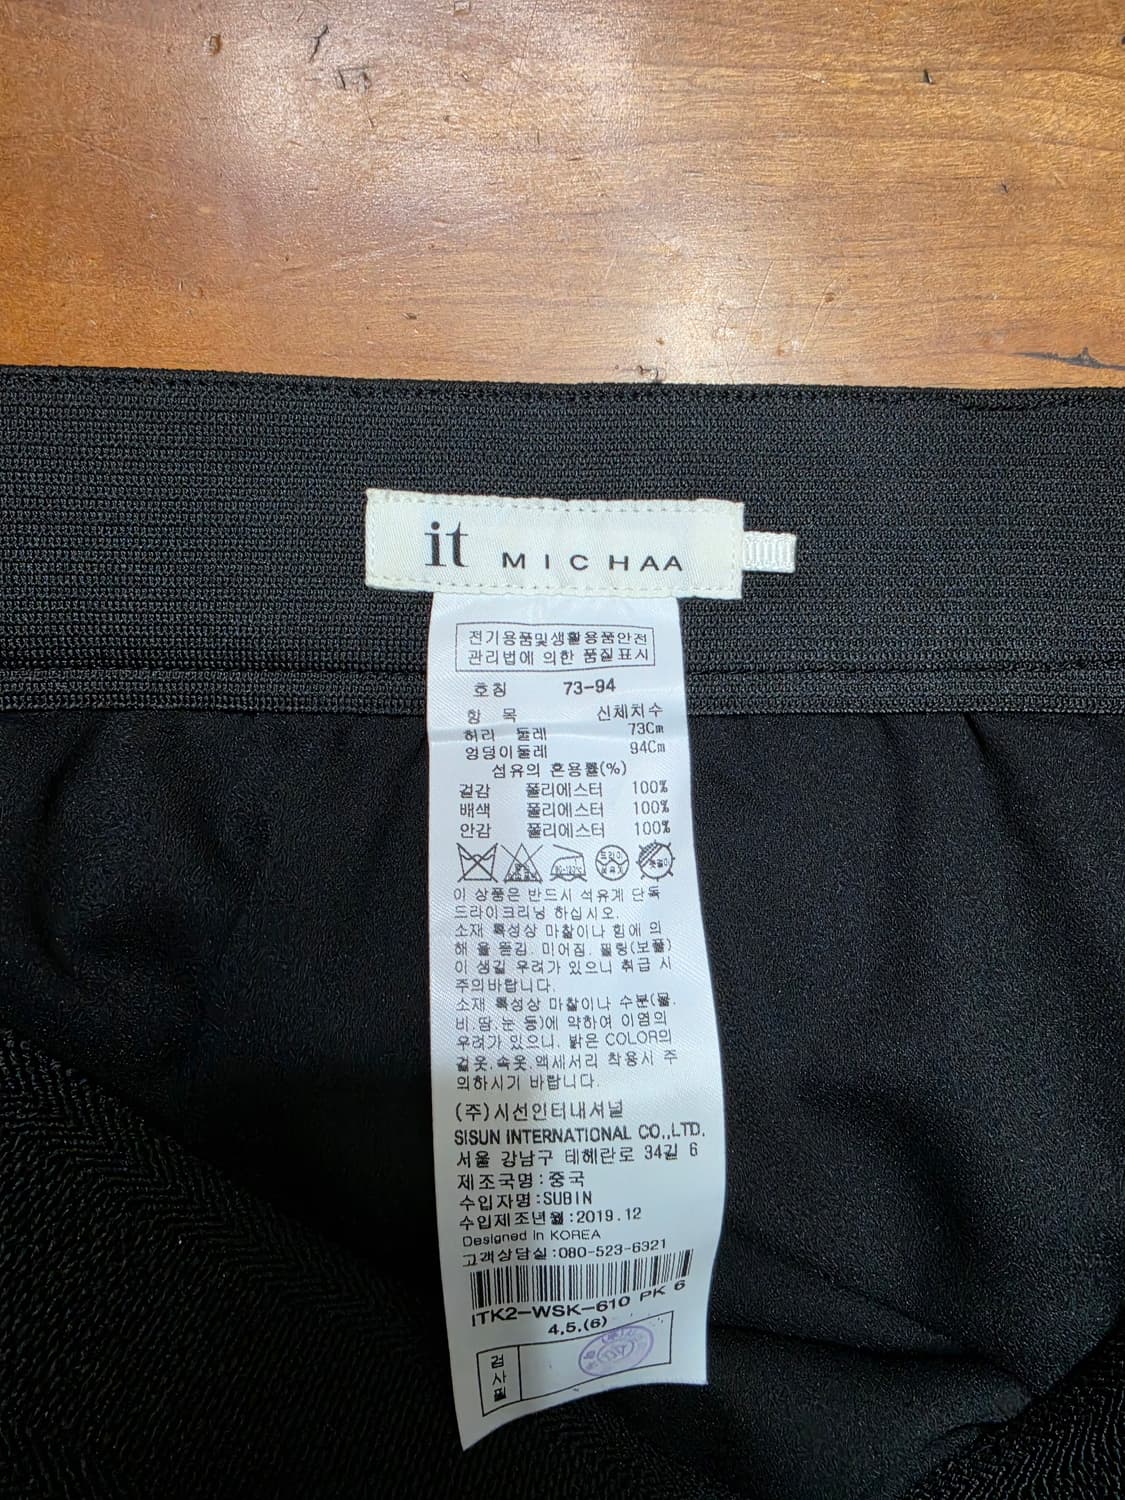 it MICHAA
전기용품및생활용품안전
관리법에 의한 품질표시
호칭 73-94
항 목 신체치수
허리 둘레 73Cm
엉덩이둘레 94Cm
섬유의 혼용률(%)
겉감 폴리에스터 100%
배색 폴리에스터 100%
안감 폴리에스터 100%
이 상품은 반드시 석유계 단독
드라이크리닝 하십시오.
소재 특성상 마찰이나 힘에 의
해 올 뜯김. 미어짐. 필링(보풀)
이 생길 우려가 있으니 취급 시
주의바랍니다.
소재 특성상 마찰이나 수분(물.
비.땀.눈 등)에 약하여 이염의
우려가 있으니, 밝은 COLOR의
겉옷.속옷.액세서리 착용시 주
의하시기 바랍니다.
(주)시선인터내셔널
SISUN INTERNATIONAL CO.,LTD.
서울 강남구 테헤란로 34길 6
제조국명:중국
수입자명:SUBIN
수입제조년월:2019.12
Designed in KOREA
고객상담실:080-523-6321
ITK2-WSK-610 PK 6
4,5,(6)
검사필